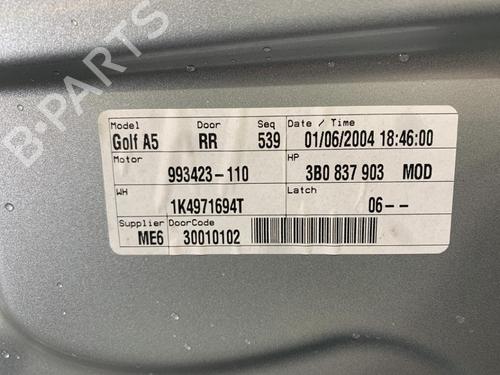 B-PARTS
Model Door Seq Date / Time
Golf A5 RR 539 01/06/2004 18:46:00
Motor HP
993423-110 3B0 837 903 MOD
WH Latch
1K4971694T 06--
Supplier DoorCode
ME6 30010102